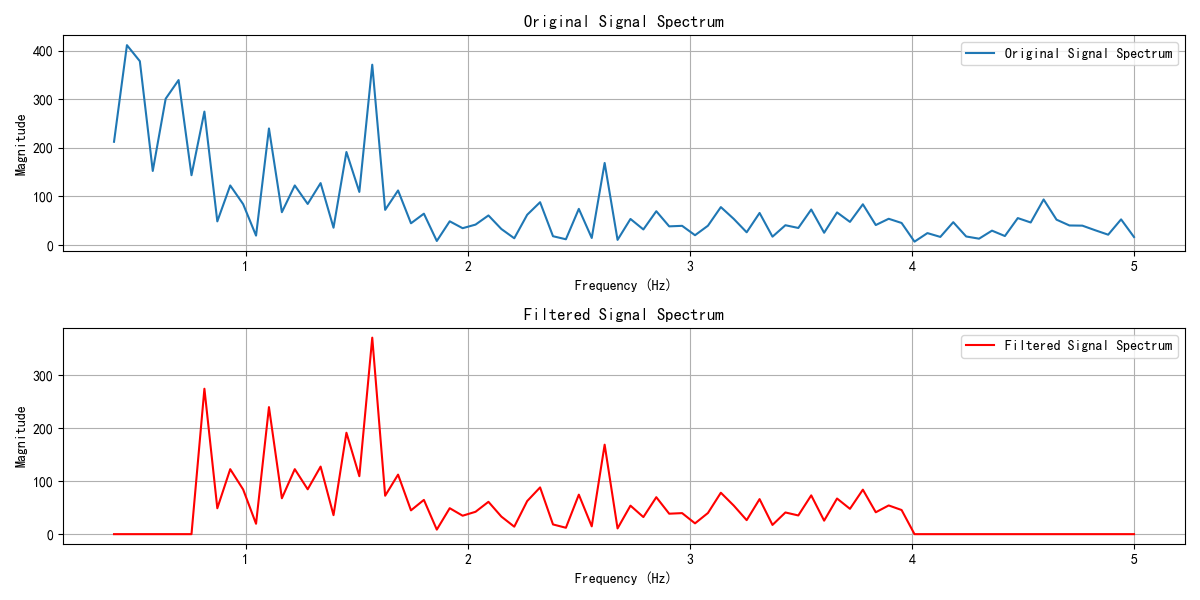 Original Signal Spectrum
400
300
200
100
0
Magnitude
Original Signal Spectrum
1
2
3
4
5
Frequency (Hz)
Filtered Signal Spectrum
300
200
100
0
Magnitude
Filtered Signal Spectrum
1
2
3
4
5
Frequency (Hz)